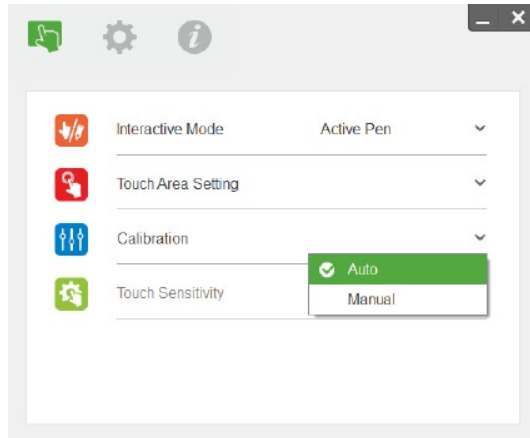 Interactive Mode Active Pen
Touch Area Setting
Calibration
Auto
Touch Sensitivity
Manual